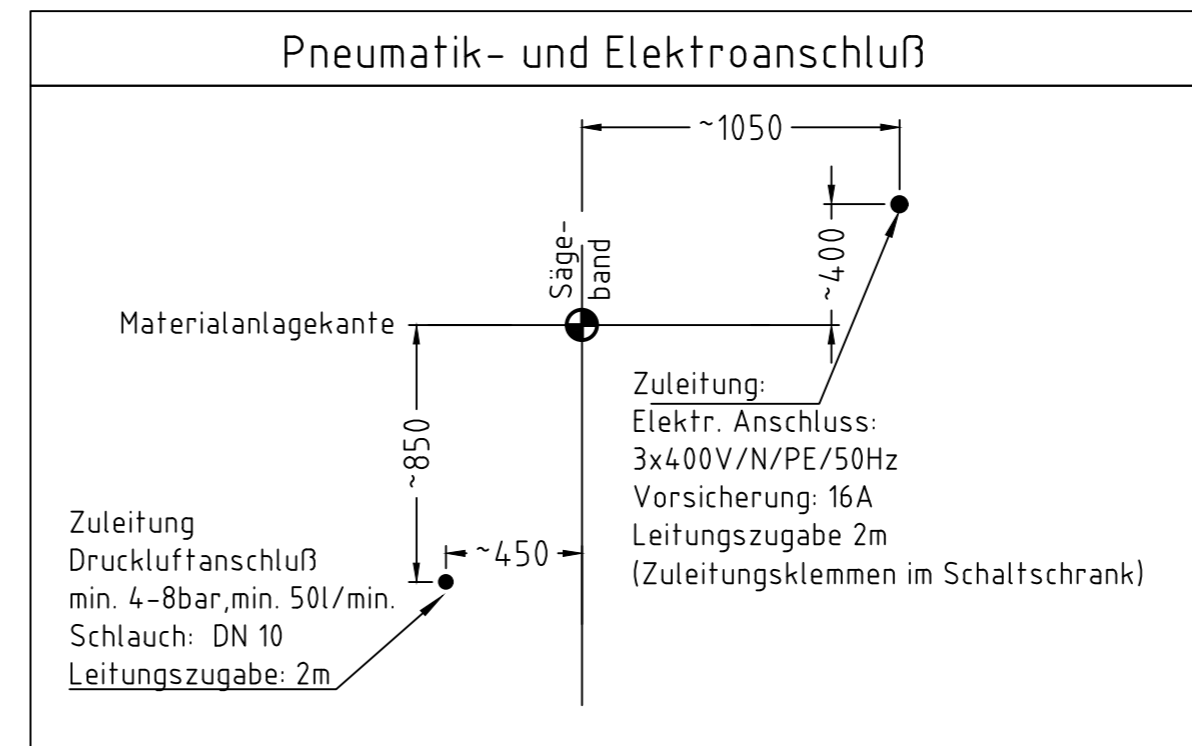 Pneumatik- und Elektroanschluß
~1050
~400
Säge-
band
Materialanlagekante
~850
~450
Zuleitung:
Elektr. Anschluss:
3x400V/N/PE/50Hz
Vorsicherung: 16A
Leitungszugabe 2m
(Zuleitungsklemmen im Schaltschrank)
Zuleitung
Druckluftanschluß
min. 4-8bar,min. 50l/min.
Schlauch: DN 10
Leitungszugabe: 2m